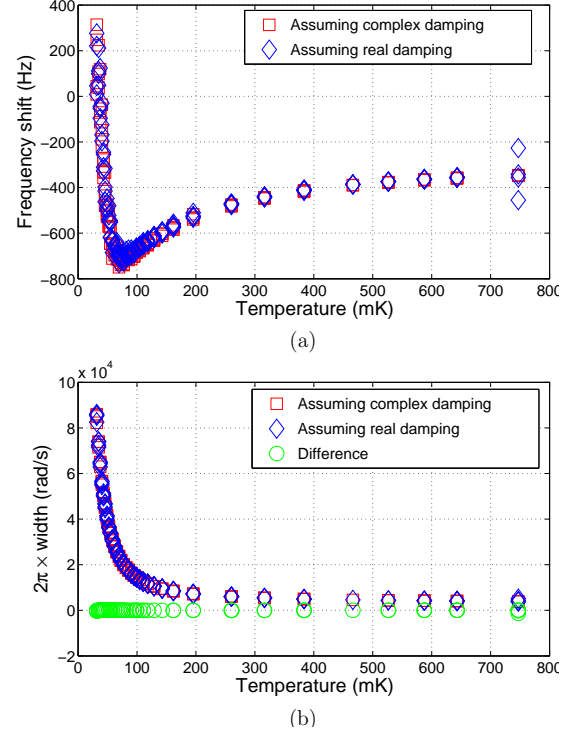 400
200
0
−200
−400
−600
−800
Frequency shift (Hz)
Assuming complex damping
Assuming real damping
0 100 200 300 400 500 600 700 800
Temperature (mK)
(a)
x 10⁴
10
8
6
4
2
0
−2
2π × width (rad/s)
Assuming complex damping
Assuming real damping
Difference
0 100 200 300 400 500 600 700 800
Temperature (mK)
(b)